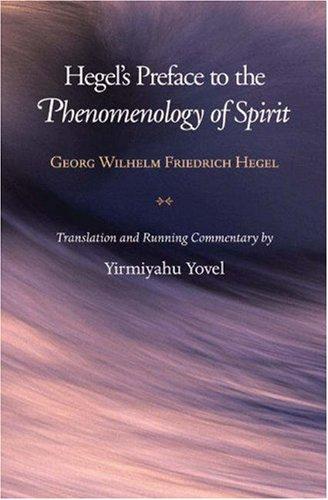 Hegel's Preface to the
Phenomenology of Spirit
GEORG WILHELM FRIEDRICH HEGEL
Translation and Running Commentary by
Yirmiyahu Yovel